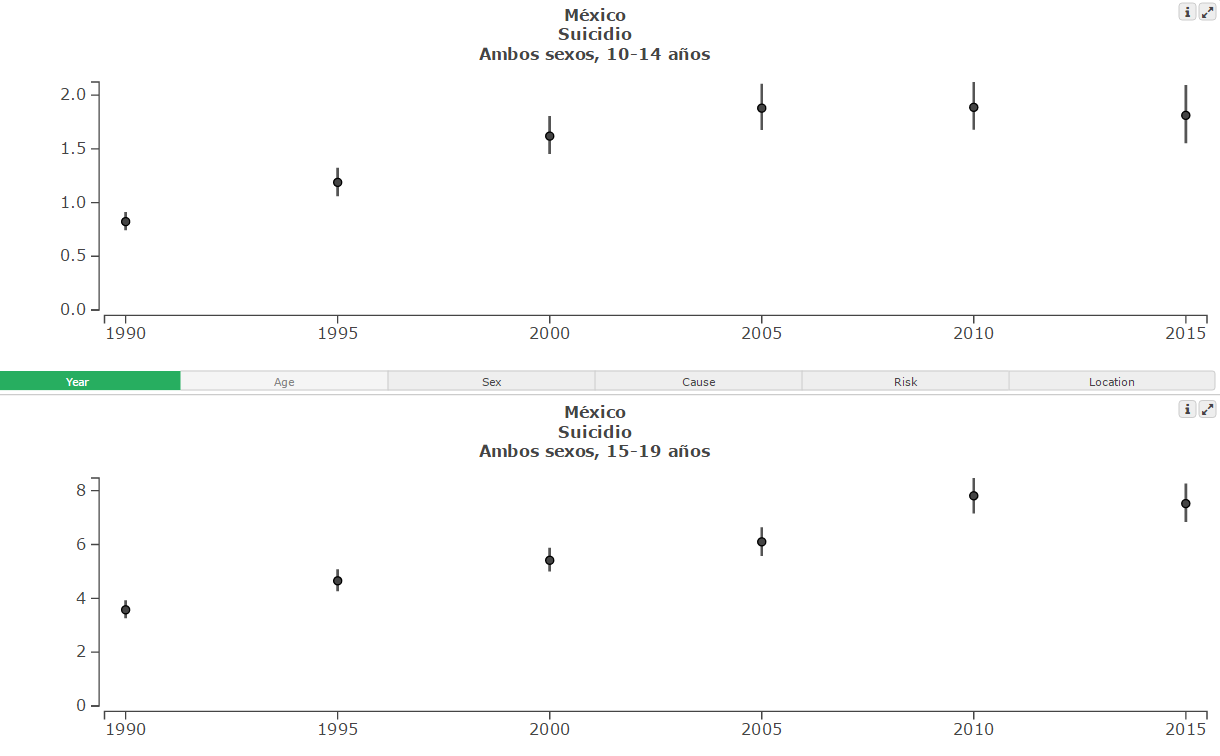 México
Suicidio
Ambos sexos, 10-14 años
2.0
1.5
1.0
0.5
0.0
1990 1995 2000 2005 2010 2015
Year Age Sex Cause Risk Location
México
Suicidio
Ambos sexos, 15-19 años
8
6
4
2
0
1990 1995 2000 2005 2010 2015